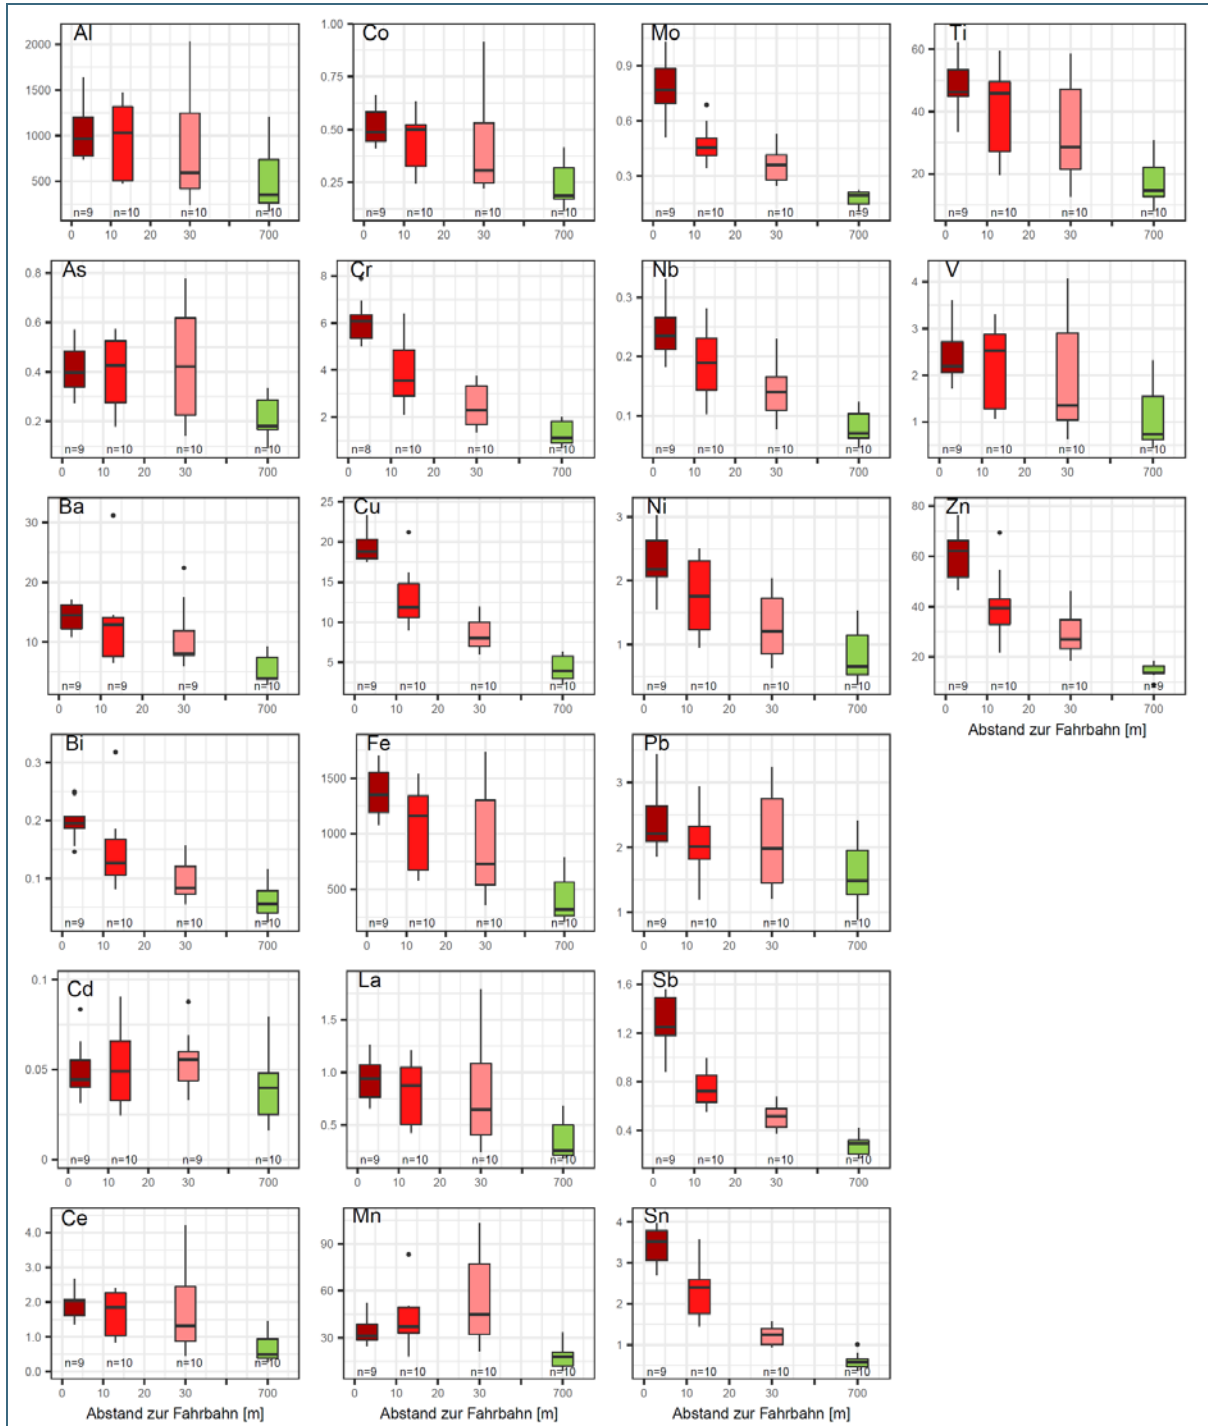 Al
2000
1500
1000
500
n=9 n=10 n=10 n=10
0 10 20 30 700
Co
1.00
0.75
0.50
0.25
n=9 n=10 n=10 n=10
0 10 20 30 700
Mo
0.9
0.6
0.3
n=9 n=10 n=10 n=9
0 10 20 30 700
Ti
60
40
20
n=9 n=10 n=10 n=10
0 10 20 30 700
As
0.8
0.6
0.4
0.2
n=9 n=10 n=10 n=10
0 10 20 30 700
Cr
8
6
4
2
n=8 n=10 n=10 n=10
0 10 20 30 700
Nb
0.3
0.2
0.1
n=9 n=10 n=10 n=10
0 10 20 30 700
V
4
3
2
1
n=9 n=10 n=10 n=10
0 10 20 30 700
Ba
30
20
10
n=9 n=9 n=9 n=10
0 10 20 30 700
Cu
25
20
15
10
5
n=9 n=10 n=10 n=10
0 10 20 30 700
Ni
3
2
1
n=9 n=10 n=10 n=10
0 10 20 30 700
Zn
80
60
40
20
n=9 n=10 n=10 n=9
0 10 20 30 700
Abstand zur Fahrbahn [m]
Bi
0.3
0.2
0.1
n=9 n=10 n=10 n=10
0 10 20 30 700
Fe
1500
1000
500
n=9 n=10 n=10 n=10
0 10 20 30 700
Pb
3
2
1
n=9 n=10 n=10 n=10
0 10 20 30 700
Cd
0.1
0.05
0
n=9 n=10 n=9 n=10
0 10 20 30 700
La
1.5
1.0
0.5
n=9 n=10 n=10 n=10
0 10 20 30 700
Sb
1.6
1.2
0.8
0.4
n=9 n=10 n=10 n=10
0 10 20 30 700
Ce
4.0
3.0
2.0
1.0
0.0
n=9 n=10 n=10 n=10
0 10 20 30 700
Abstand zur Fahrbahn [m]
Mn
90
60
30
n=9 n=10 n=10 n=10
0 10 20 30 700
Abstand zur Fahrbahn [m]
Sn
4
3
2
1
n=9 n=10 n=10 n=10
0 10 20 30 700
Abstand zur Fahrbahn [m]